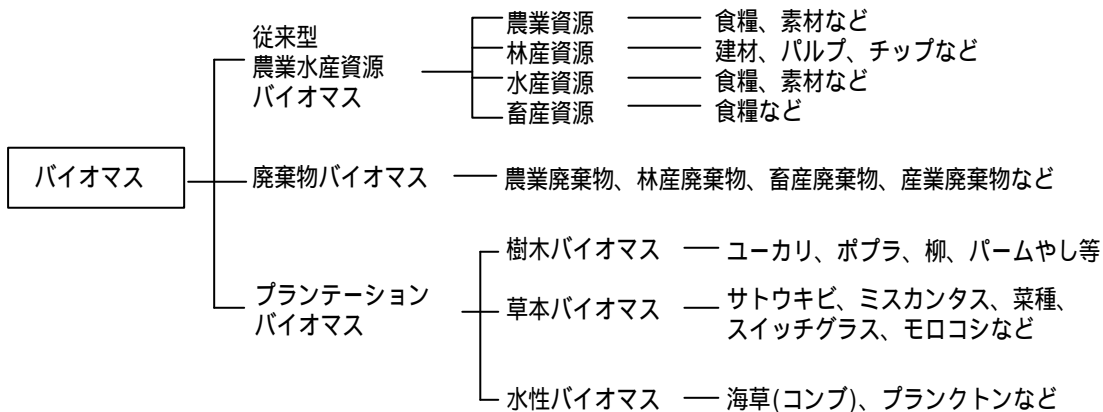 バイオマス
従来型
農業水産資源
バイオマス
農業資源 食糧、素材など
林産資源 建材、パルプ、チップなど
水産資源 食糧、素材など
畜産資源 食糧など
廃棄物バイオマス 農業廃棄物、林産廃棄物、畜産廃棄物、産業廃棄物など
プランテーション
バイオマス
樹木バイオマス ユーカリ、ポプラ、柳、パームやし等
草本バイオマス サトウキビ、ミスカンタス、菜種、
スイッチグラス、モロコシなど
水性バイオマス 海草(コンブ)、プランクトンなど